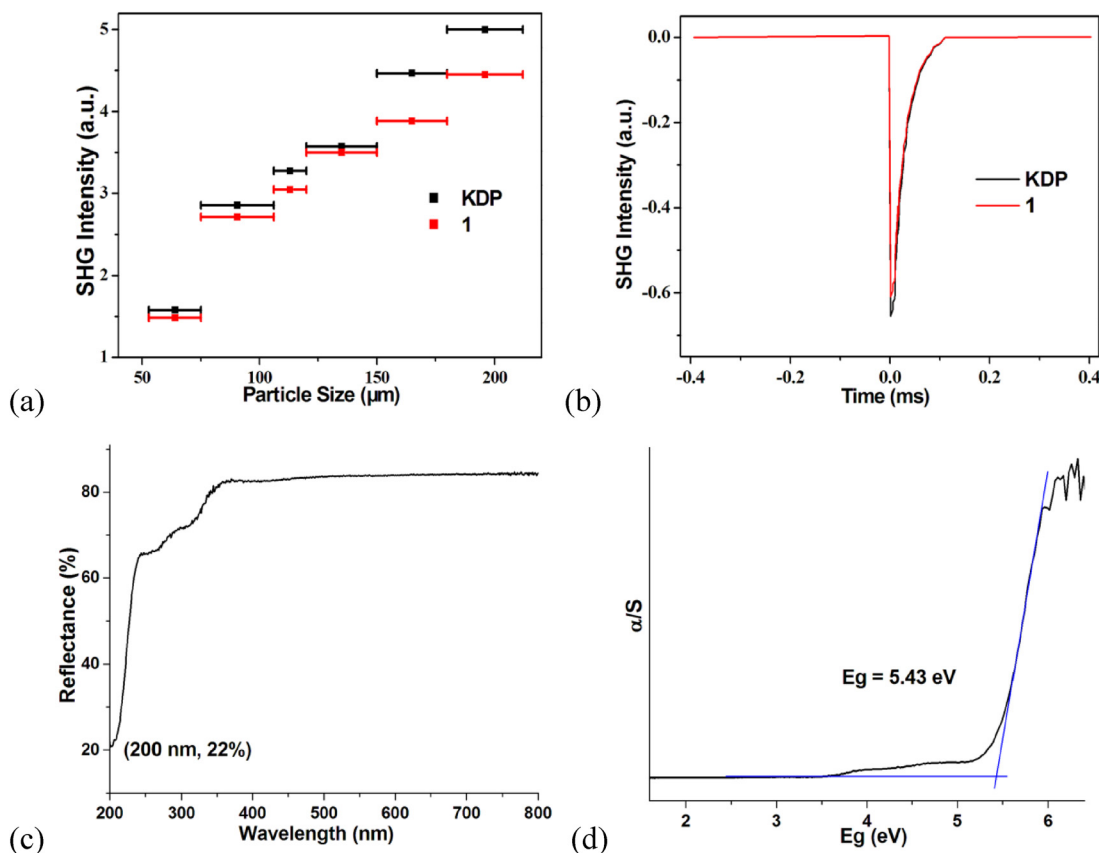 SHG Intensity (a.u.)
5
4
3
2
1
50
100
150
200
Particle Size (µm)
KDP
1
(a)
SHG Intensity (a.u.)
0.0
-0.2
-0.4
-0.6
-0.4
-0.2
0.0
0.2
0.4
Time (ms)
KDP
1
(b)
Reflectance (%)
80
60
40
20
(200 nm, 22%)
200
300
400
500
600
700
800
Wavelength (nm)
(c)
α/S
Eg = 5.43 eV
2
3
4
5
6
Eg (eV)
(d)